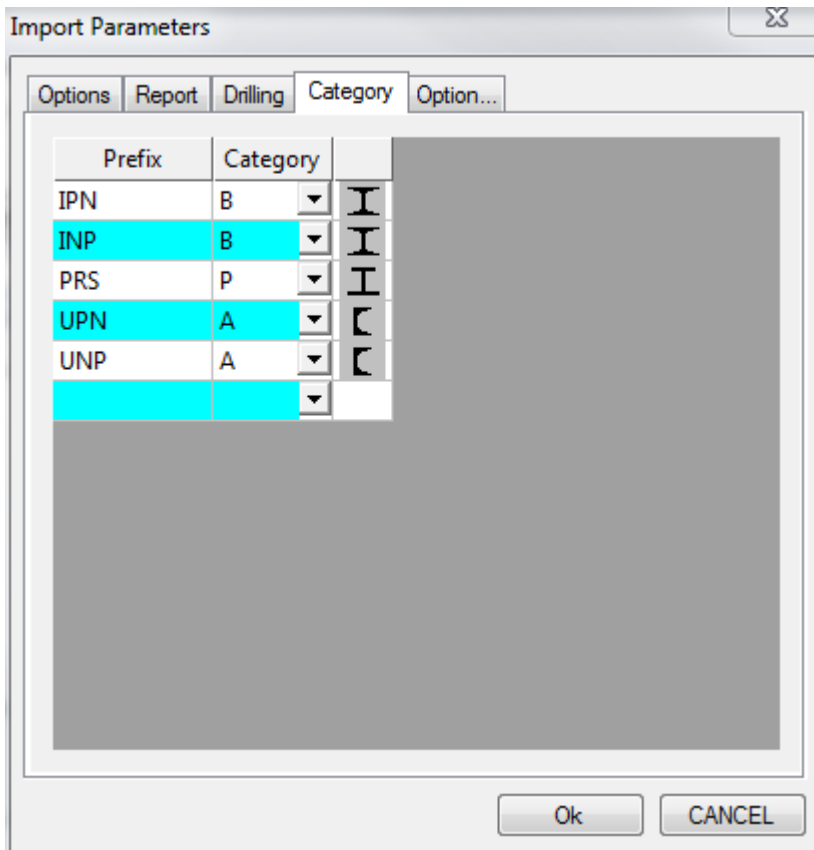 Import Parameters
Options Report Drilling Category Option...
Prefix Category
IPN B
INP B
PRS P
UPN A
UNP A
Ok CANCEL